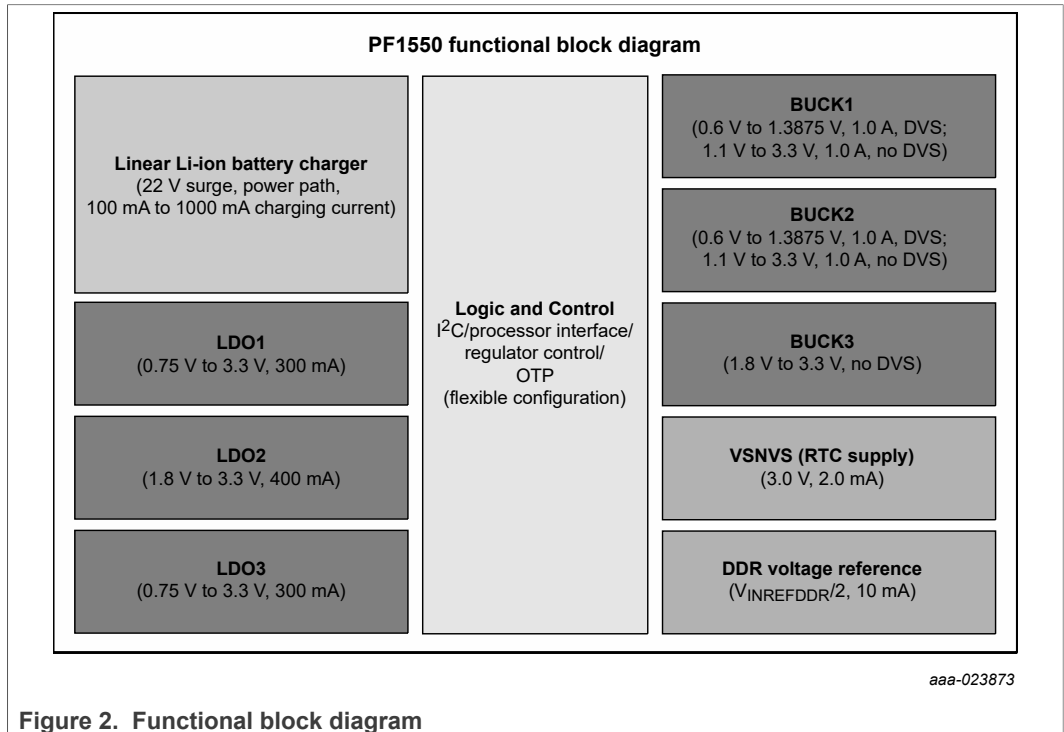 PF1550 functional block diagram
Linear Li-ion battery charger
(22 V surge, power path,
100 mA to 1000 mA charging current)
LDO1
(0.75 V to 3.3 V, 300 mA)
LDO2
(1.8 V to 3.3 V, 400 mA)
LDO3
(0.75 V to 3.3 V, 300 mA)
Logic and Control
I2C/processor interface/
regulator control/
OTP
(flexible configuration)
BUCK1
(0.6 V to 1.3875 V, 1.0 A, DVS;
1.1 V to 3.3 V, 1.0 A, no DVS)
BUCK2
(0.6 V to 1.3875 V, 1.0 A, DVS;
1.1 V to 3.3 V, 1.0 A, no DVS)
BUCK3
(1.8 V to 3.3 V, no DVS)
VSNVS (RTC supply)
(3.0 V, 2.0 mA)
DDR voltage reference
(VINREFDDR/2, 10 mA)
aaa-023873
Figure 2. Functional block diagram